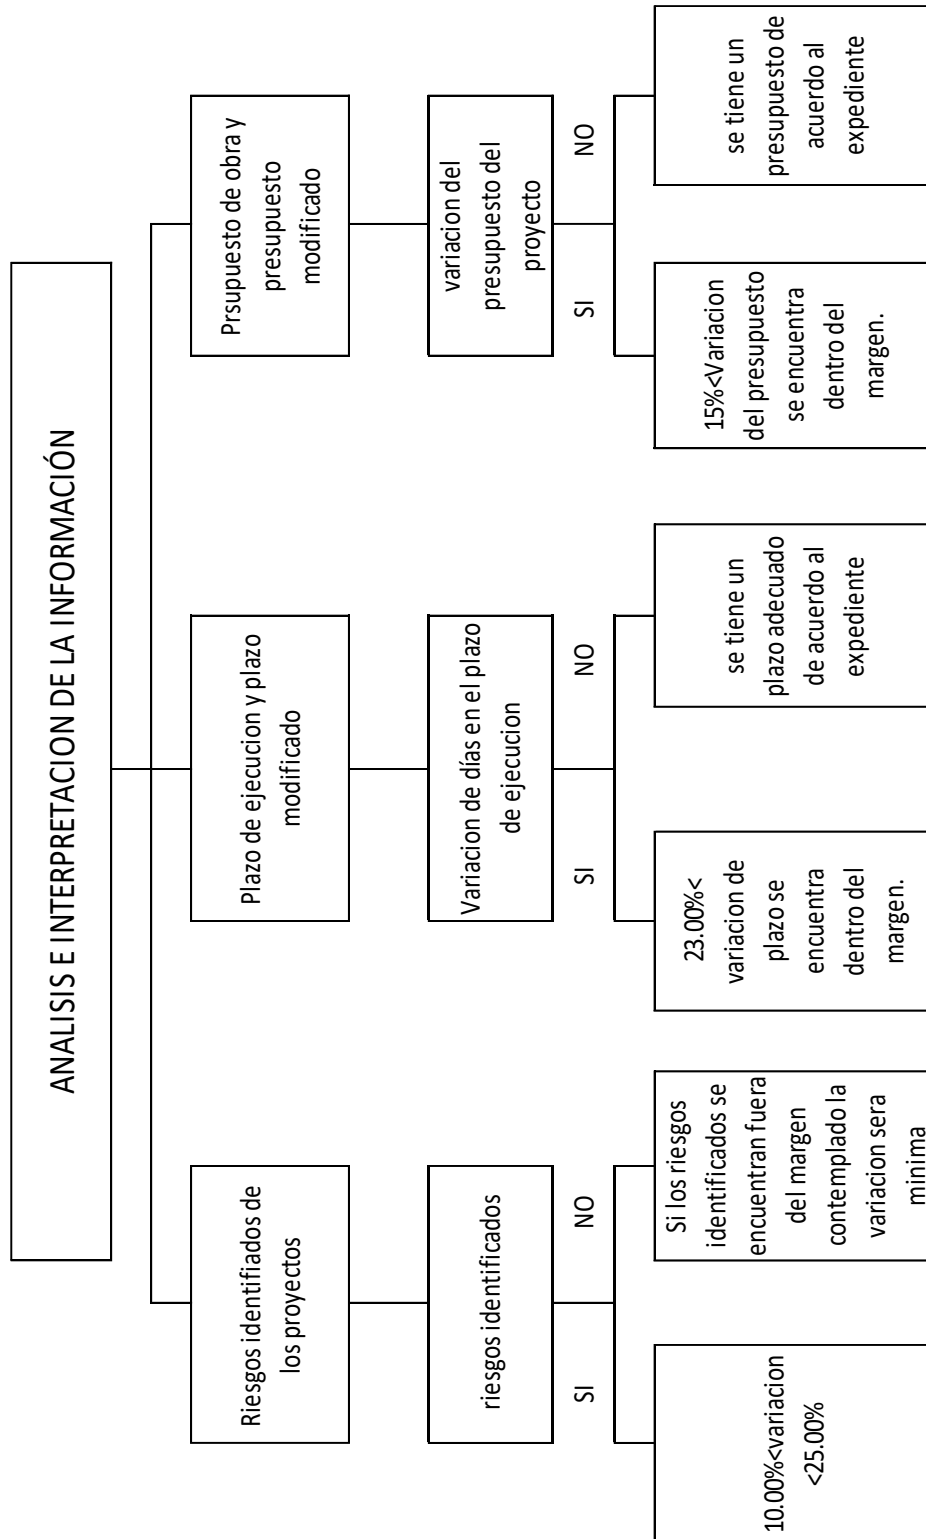 ANALISIS E INTERPRETACION DE LA INFORMACIÓN
Riesgos identifiados de
los proyectos
Plazo de ejecucion y plazo
modificado
Prsupuesto de obra y
presupuesto
modificado
riesgos identificados
Variacion de días en el plazo
de ejecucion
variacion del
presupuesto del
proyecto
SI
NO
SI
NO
SI
NO
10.00%<variacion
<25.00%
Si los riesgos
identificados se
encuentran fuera
del margen
contemplado la
variacion sera
minima
23.00%<
variacion de
plazo se
encuentra
dentro del
margen.
se tiene un
plazo adecuado
de acuerdo al
expediente
15%<Variacion
del presupuesto
se encuentra
dentro del
margen.
se tiene un
presupuesto de
acuerdo al
expediente